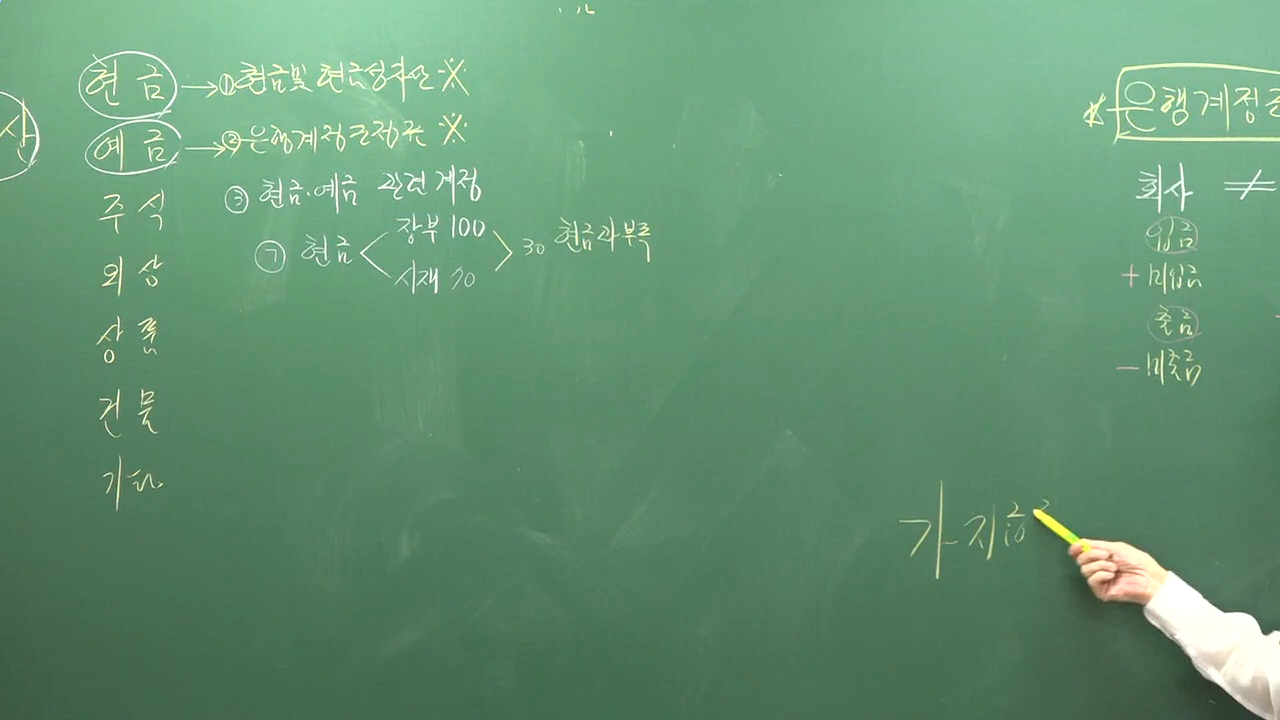 현 금 → ① 현금및 현금성자산 ※
예 금 → ② 은행계정조정표 ※
주 식
③ 현금·예금 관련계정
㉠ 현금 < 장부 100 > 30 현금과부족
시재 70
외 상
상 품
건 물
기타
산
은행계정조
회사 ≠
입금
+ 미입금
출금
- 미출금
가-지급